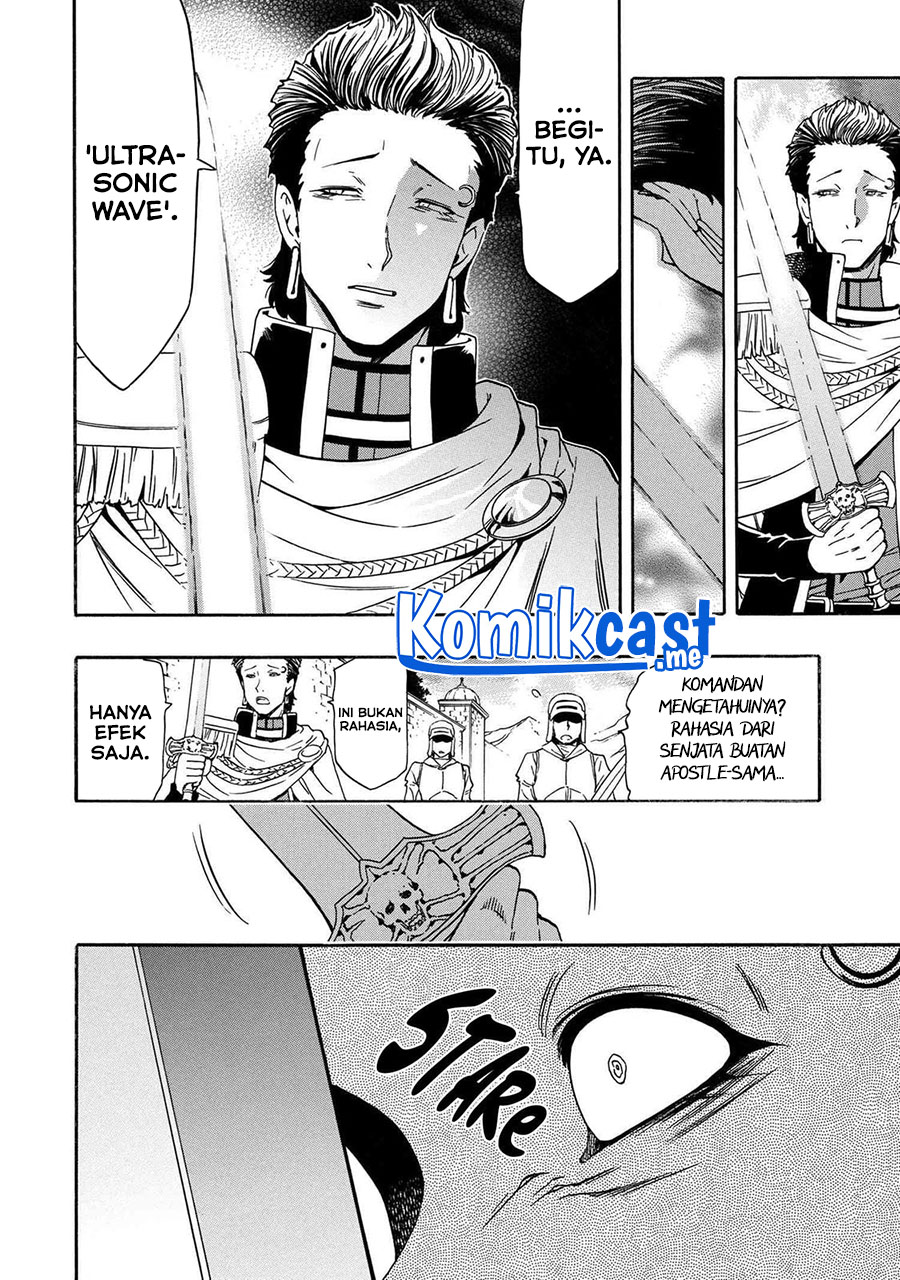 ...
BEGI-
TU, YA.
'ULTRA-
SONIC
WAVE'.
KOMANDAN
MENGETAHUINYA?
RAHASIA DARI
SENJATA BUATAN
APOSTLE-SAMA...
INI BUKAN
RAHASIA,
HANYA
EFEK
SAJA.
Komikcast
.me
STARE